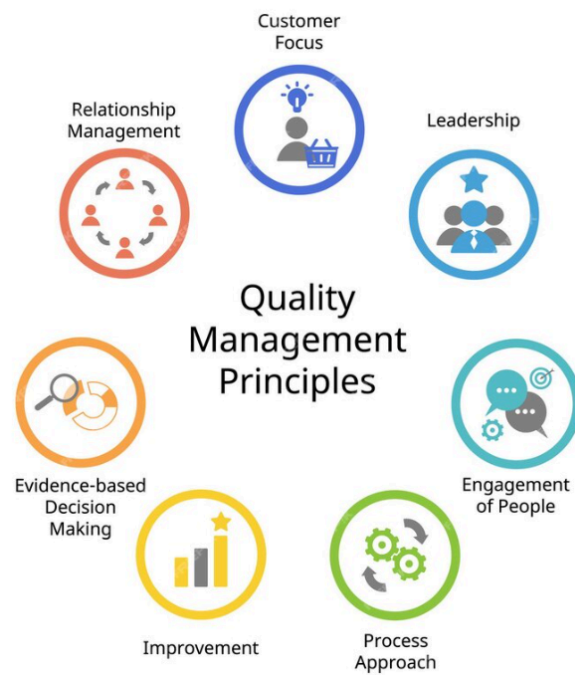 Customer
Focus
Leadership
Engagement
of People
Process
Approach
Improvement
Evidence-based
Decision
Making
Relationship
Management
Quality
Management
Principles